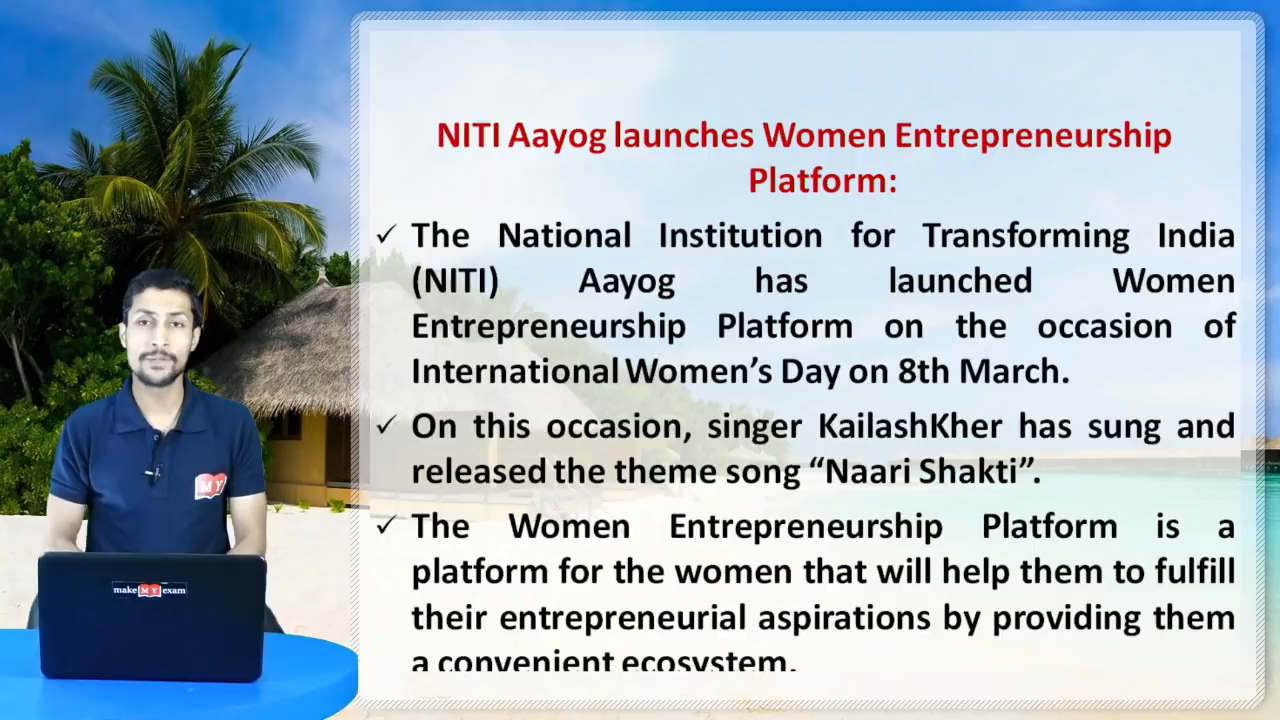 NITI Aayog launches Women Entrepreneurship
Platform:
✓ The National Institution for Transforming India
(NITI) Aayog has launched Women
Entrepreneurship Platform on the occasion of
International Women’s Day on 8th March.
✓ On this occasion, singer KailashKher has sung and
released the theme song “Naari Shakti”.
✓ The Women Entrepreneurship Platform is a
platform for the women that will help them to fulfill
their entrepreneurial aspirations by providing them
a convenient ecosystem.
MY
make MY exam